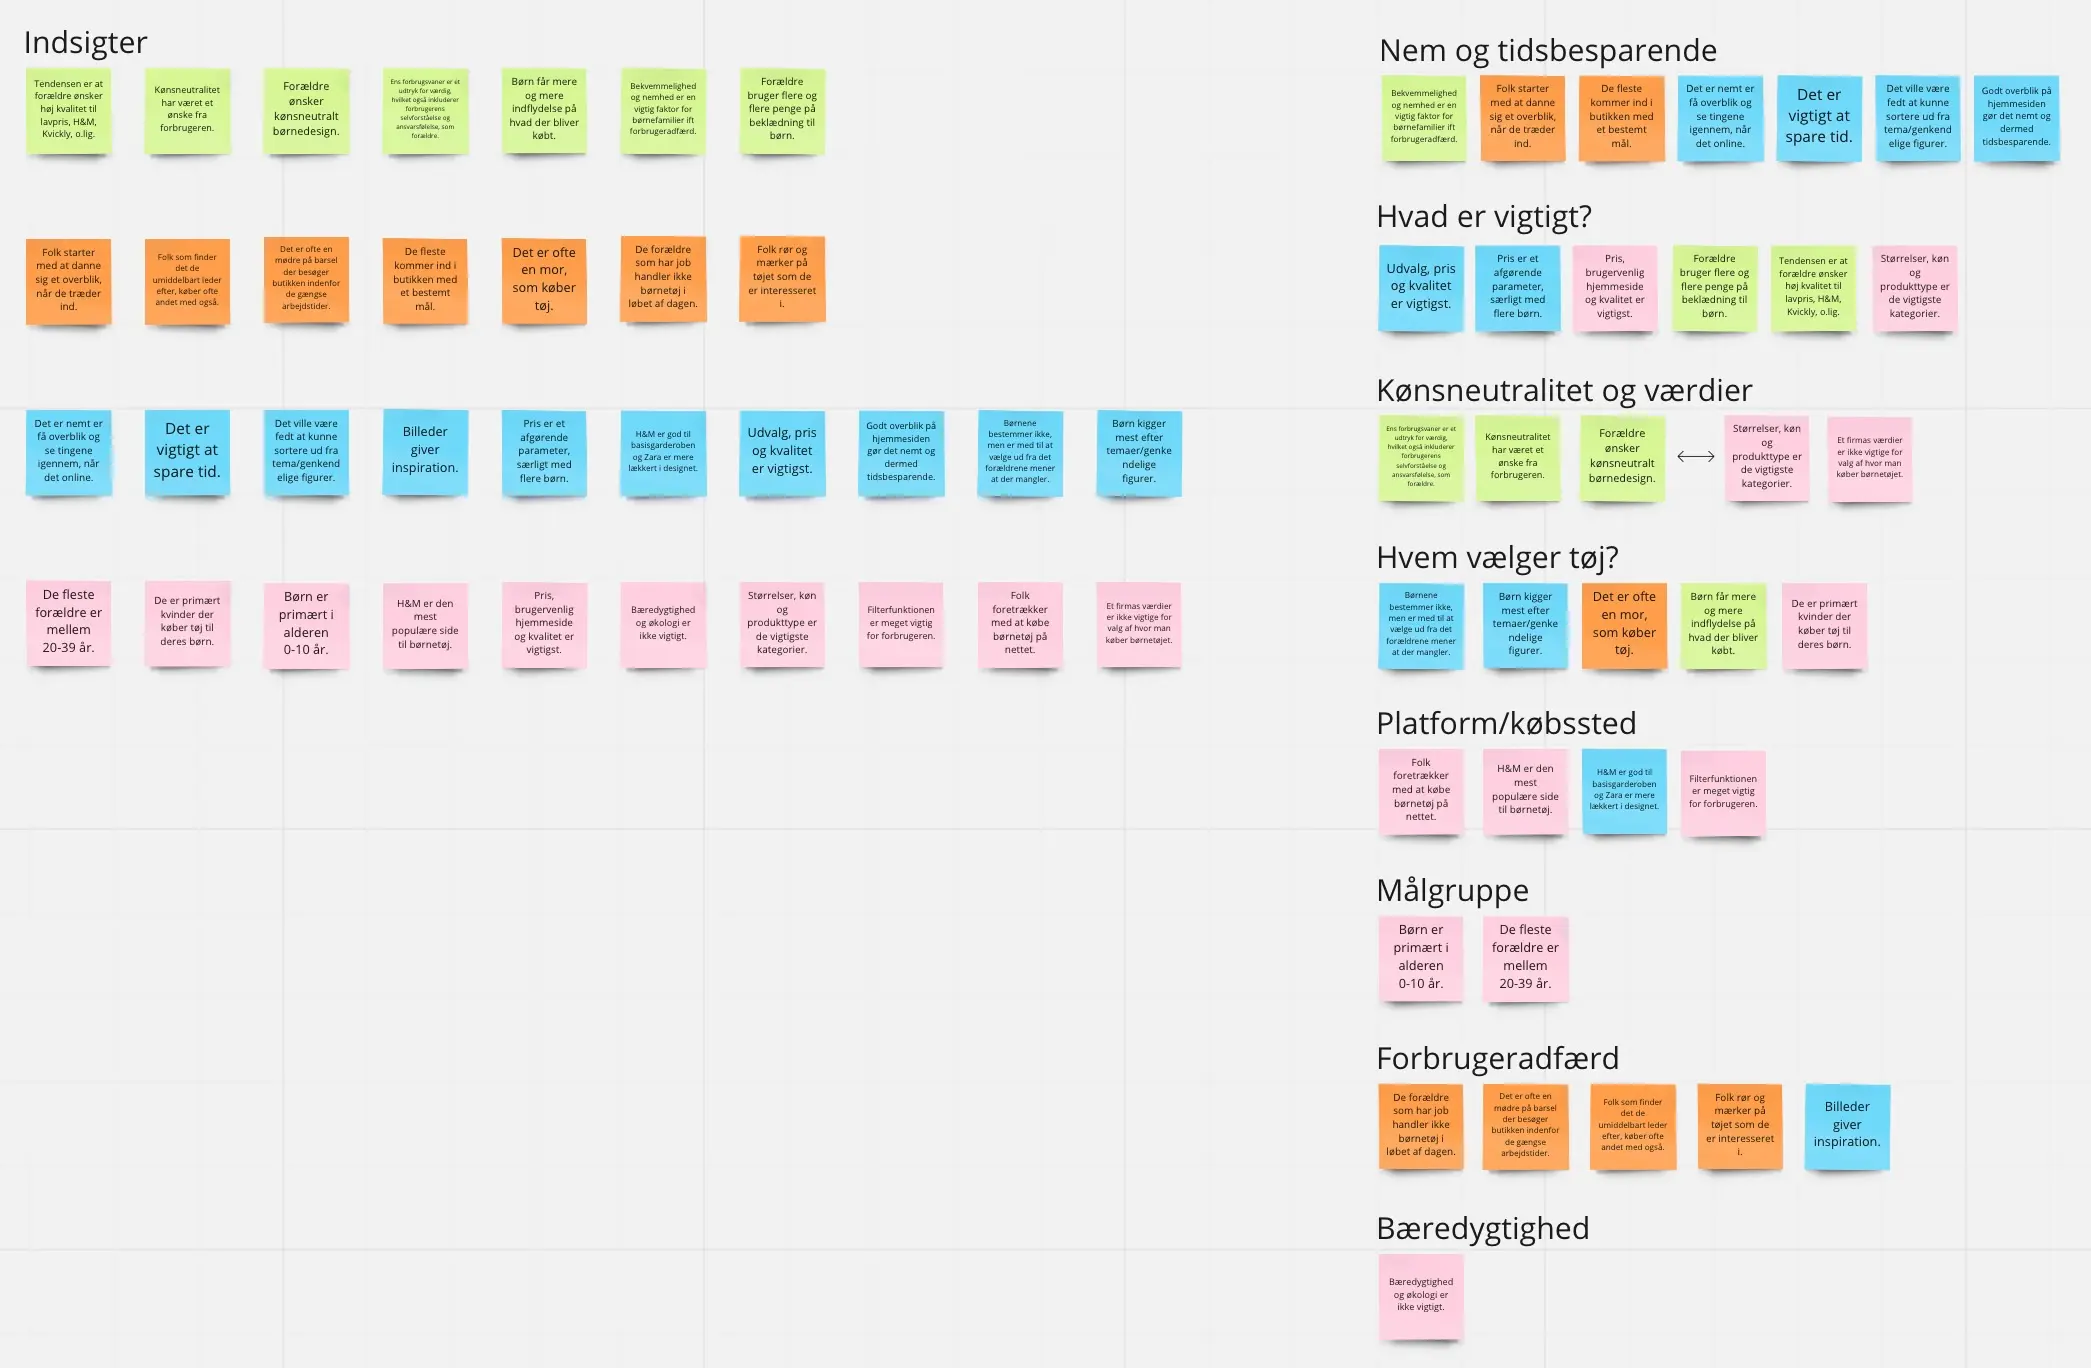 Indsigter
Tendensen er at
forældre ønsker
høj kvalitet til
lavpris, H&M,
Kvickly, o.lig.
Kønsneutralitet
har været et
ønske fra
forbrugeren.
Forældre
ønsker
kønsneutralt
børnedesign.
Ens forbrugsvaner er et
udtryk for værdig,
hvilket også inkluderer
forbrugerens
selvforståelse og
ansvarsfølelse, som
forældre.
Børn får mere
og mere
indflydelse på
hvad der bliver
købt.
Bekvemmelighed
og nemhed er en
vigtig faktor for
børnefamilier ift
forbrugeradfærd.
Forældre
bruger flere og
flere penge på
beklædning til
børn.
Folk starter
med at danne
sig et overblik,
når de træder
ind.
Folk som finder
det de
umiddelbart leder
efter, køber ofte
andet med også.
Det er ofte en
mødre på barsel
der besøger
butikken indenfor
de gængse
arbejdstider.
De fleste
kommer ind i
butikken med
et bestemt
mål.
Det er ofte
en mor,
som køber
tøj.
De forældre
som har job
handler ikke
børnetøj i
løbet af dagen.
Folk rør og
mærker på
tøjet som de
er interesseret
i.
Det er nemt er
få overblik og
se tingene
igennem, når
det online.
Det er
vigtigt at
spare tid.
Det ville være
fedt at kunne
sortere ud fra
tema/genkend
elige figurer.
Billeder
giver
inspiration.
Pris er et
afgørende
parameter,
særligt med
flere børn.
H&M er god til
basisgarderoben
og Zara er mere
lækkert i designet.
Udvalg, pris
og kvalitet
er vigtigst.
Godt overblik på
hjemmesiden
gør det nemt og
dermed
tidsbesparende.
Børnene
bestemmer ikke,
men er med til at
vælge ud fra det
forældrene mener
at der mangler.
Børn kigger
mest efter
temaer/genke
ndelige
figurer.
De fleste
forældre er
mellem
20-39 år.
De er primært
kvinder der
køber tøj til
deres børn.
Børn er
primært i
alderen
0-10 år.
H&M er den
mest
populære side
til børnetøj.
Pris,
brugervenlig
hjemmeside
og kvalitet er
vigtigst.
Bæredygtighed
og økologi er
ikke vigtigt.
Størrelser, køn
og
produkttype er
de vigtigste
kategorier.
Filterfunktionen
er meget vigtig
for forbrugeren.
Folk
foretrækker
med at købe
børnetøj på
nettet.
Et firmas værdier
er ikke vigtige for
valg af hvor man
køber børnetøjet.
Nem og tidsbesparende
Bekvemmelighed
og nemhed er en
vigtig faktor for
børnefamilier ift
forbrugeradfærd.
Folk starter
med at danne
sig et overblik,
når de træder
ind.
De fleste
kommer ind i
butikken med
et bestemt
mål.
Det er nemt er
få overblik og
se tingene
igennem, når
det online.
Det er
vigtigt at
spare tid.
Det ville være
fedt at kunne
sortere ud fra
tema/genkend
elige figurer.
Godt overblik på
hjemmesiden
gør det nemt og
dermed
tidsbesparende.
Hvad er vigtigt?
Udvalg, pris
og kvalitet
er vigtigst.
Pris er et
afgørende
parameter,
særligt med
flere børn.
Pris,
brugervenlig
hjemmeside
og kvalitet er
vigtigst.
Forældre
bruger flere og
flere penge på
beklædning til
børn.
Tendensen er at
forældre ønsker
høj kvalitet til
lavpris, H&M,
Kvickly, o.lig.
Størrelser, køn
og
produkttype er
de vigtigste
kategorier.
Kønsneutralitet og værdier
Ens forbrugsvaner er et
udtryk for værdig,
hvilket også inkluderer
forbrugerens
selvforståelse og
ansvarsfølelse, som
forældre.
Kønsneutralitet
har været et
ønske fra
forbrugeren.
Forældre
ønsker
kønsneutralt
børnedesign.
Størrelser, køn
og
produkttype er
de vigtigste
kategorier.
Et firmas værdier
er ikke vigtige for
valg af hvor man
køber børnetøjet.
Hvem vælger tøj?
Børnene
bestemmer ikke,
men er med til at
vælge ud fra det
forældrene mener
at der mangler.
Børn kigger
mest efter
temaer/genke
ndelige
figurer.
Det er ofte
en mor,
som køber
tøj.
Børn får mere
og mere
indflydelse på
hvad der bliver
købt.
De er primært
kvinder der
køber tøj til
deres børn.
Platform/købssted
Folk
foretrækker
med at købe
børnetøj på
nettet.
H&M er den
mest
populære side
til børnetøj.
H&M er god til
basisgarderoben
og Zara er mere
lækkert i designet.
Filterfunktionen
er meget vigtig
for forbrugeren.
Målgruppe
Børn er
primært i
alderen
0-10 år.
De fleste
forældre er
mellem
20-39 år.
Forbrugeradfærd
De forældre
som har job
handler ikke
børnetøj i
løbet af dagen.
Det er ofte en
mødre på barsel
der besøger
butikken indenfor
de gængse
arbejdstider.
Folk som finder
det de
umiddelbart leder
efter, køber ofte
andet med også.
Folk rør og
mærker på
tøjet som de
er interesseret
i.
Billeder
giver
inspiration.
Bæredygtighed
Bæredygtighed
og økologi er
ikke vigtigt.